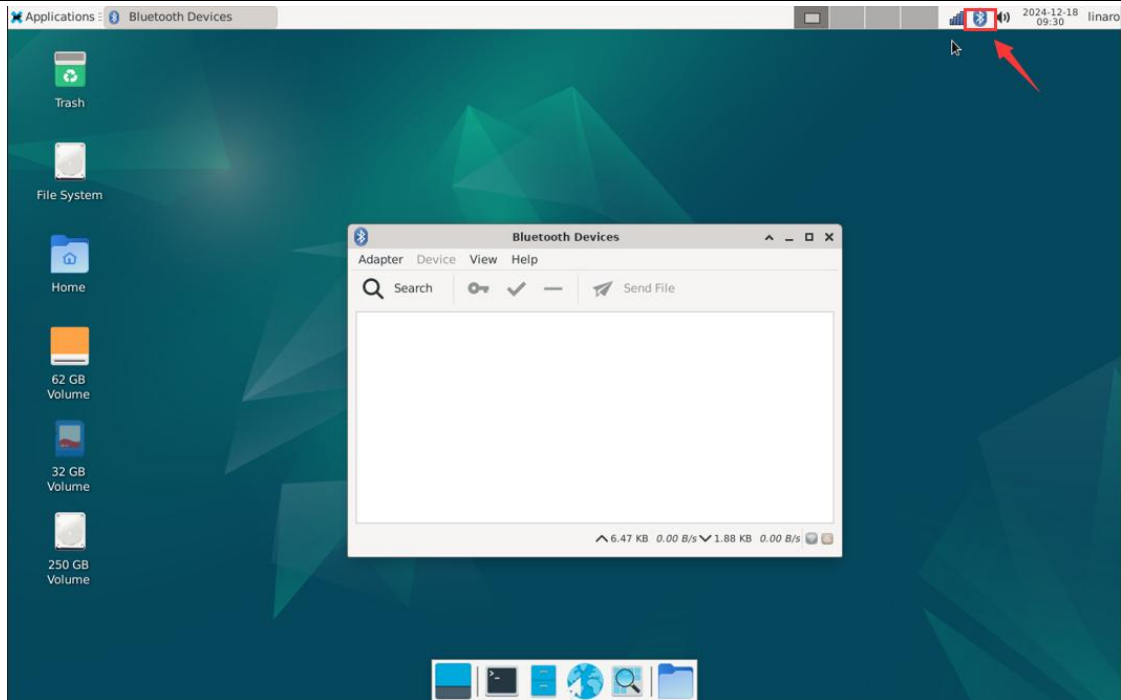 Applications
Bluetooth Devices
2024-12-18
09:30
linaro
Trash
File System
Home
62 GB
Volume
32 GB
Volume
250 GB
Volume
Bluetooth Devices
Adapter Device View Help
Search Send File
6.47 KB 0.00 B/s 1.88 KB 0.00 B/s